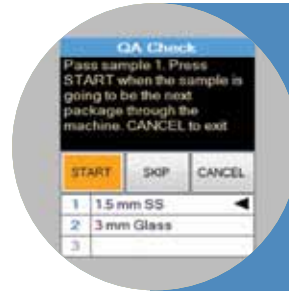 QA Check
Pass sample 1. Press
START when the sample is
going to be the next
package through the
machine. CANCEL to exit
START SKIP CANCEL
1 1.5 mm SS
2 3 mm Glass
3